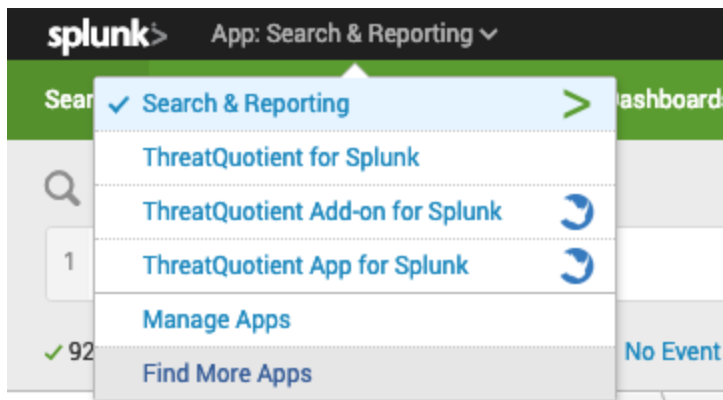 splunk> App: Search & Reporting
Sear
Search & Reporting
ashboard
ThreatQuotient for Splunk
ThreatQuotient Add-on for Splunk
1
ThreatQuotient App for Splunk
Manage Apps
92
No Event
Find More Apps